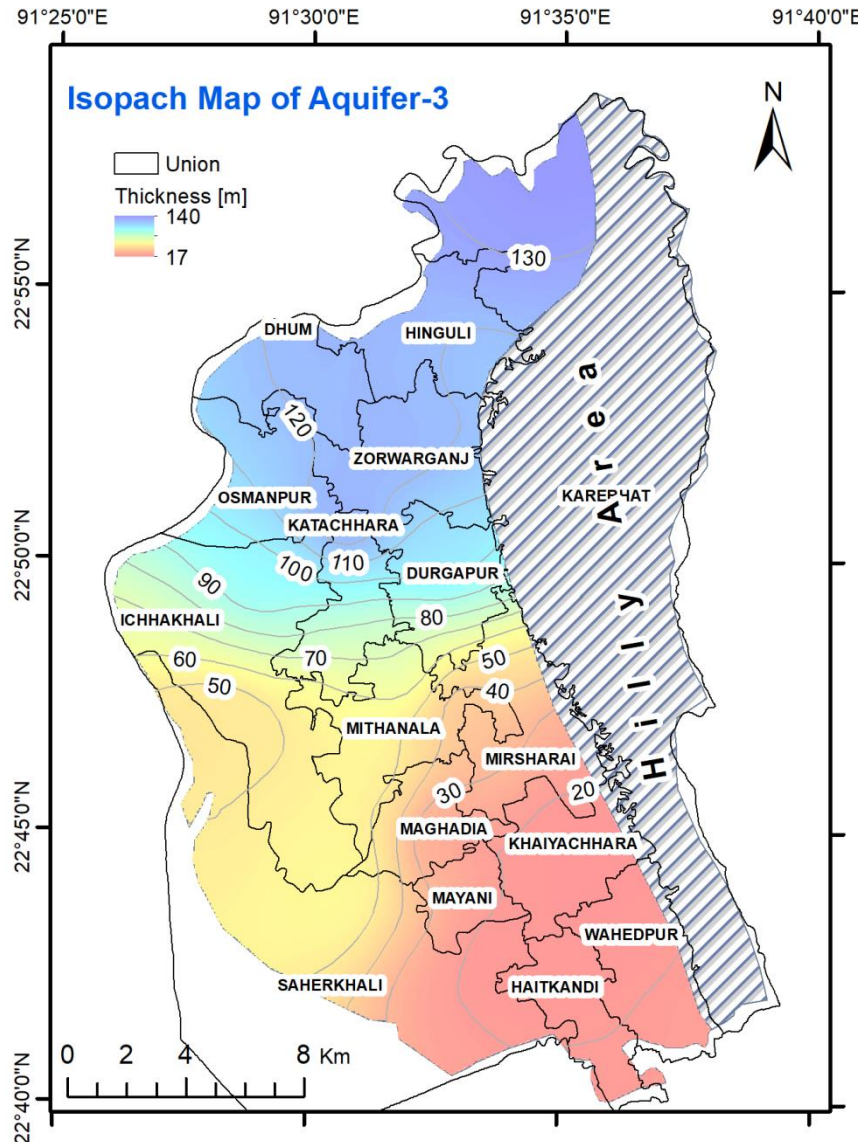 91°25'0"E 91°30'0"E 91°35'0"E 91°40'0"E
Isopach Map of Aquifer-3
N
Union
Thickness [m]
140
17
130
22°55'0"N
DHUM
HINGULI
120
ZORWARGANJ
OSMANPUR
KARERHAT
KATACHHARA
Hilly Area
22°50'0"N
100
110
DURGAPUR
90
ICHHAKHALI
80
60
70
50
50
40
MITHANALA
MIRSHARAI
30
20
22°45'0"N
MAGHADIA
KHAIYACHHARA
MAYANI
WAHEDPUR
SAHERKHALI
HAITKANDI
0 2 4 8 Km
22°40'0"N